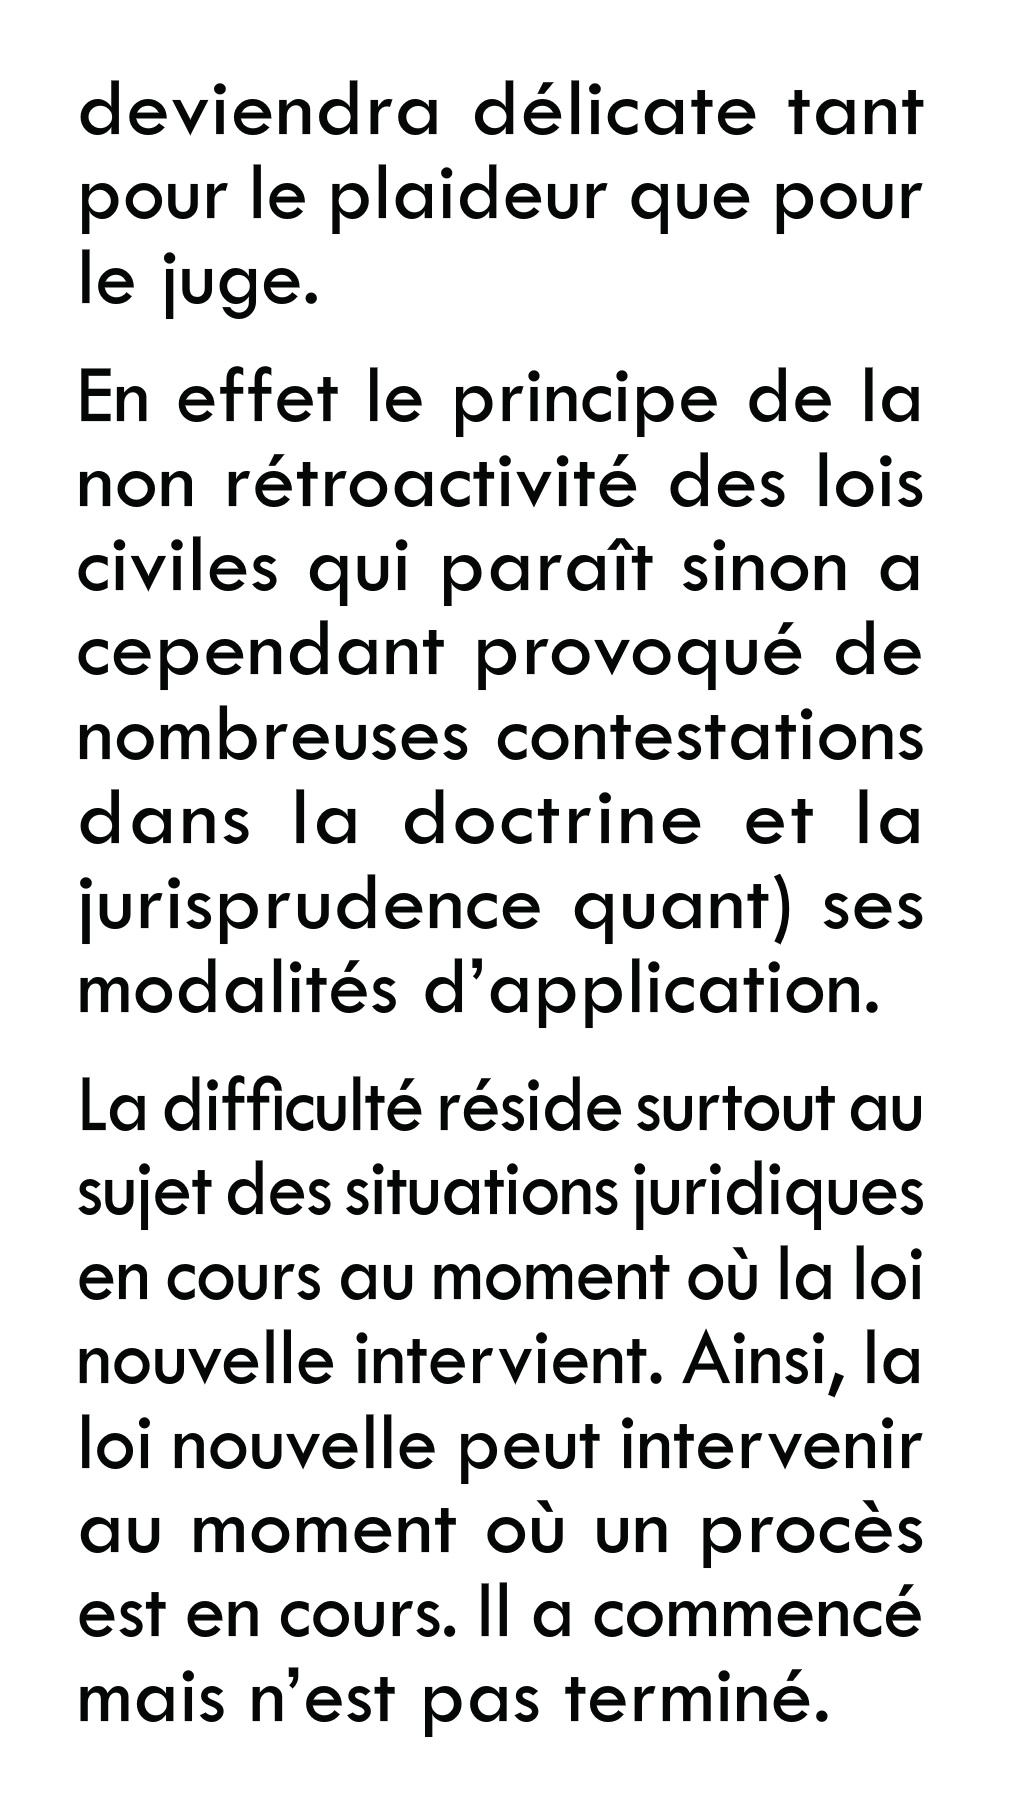 deviendra délicate tant
pour le plaideur que pour
le juge.
En effet le principe de la
non rétroactivité des lois
civiles qui paraît sinon a
cependant provoqué de
nombreuses contestations
dans la doctrine et la
jurisprudence quant) ses
modalités d’application.
La difficulté réside surtout au
sujet des situations juridiques
en cours au moment où la loi
nouvelle intervient. Ainsi, la
loi nouvelle peut intervenir
au moment où un procès
est en cours. Il a commencé
mais n’est pas terminé.